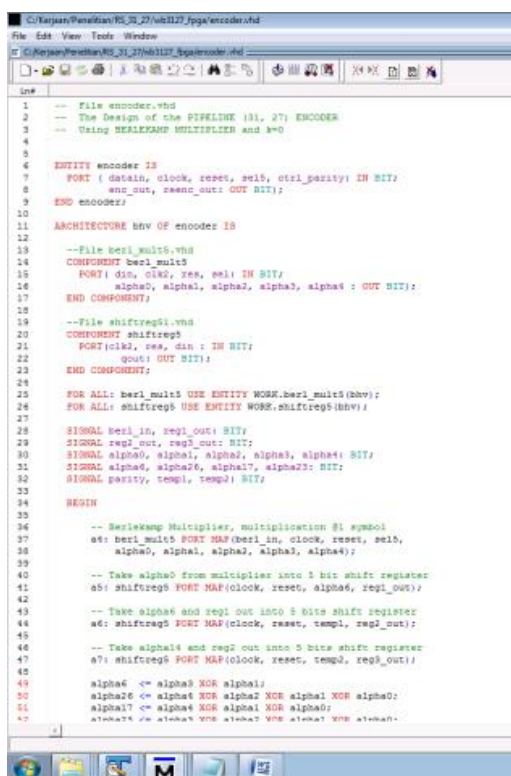 C:/Kerjaan/Penelitian/RS_31_27/wb3127_fpga/encoder.vhd
File Edit View Tools Window
C:/Kerjaan/Penelitian/RS_31_27/wb3127_fpga/encoder.vhd
Ln#
1 -- File encoder.vhd
2 -- The Design of the PIPELINE (31, 27) ENCODER
3 -- Using BERLEKAMP MULTIPLIER and k=0
4
5
6 ENTITY encoder IS
7 PORT ( datain, clock, reset, sel5, ctrl_parity: IN BIT;
8 enc_out, rsenc_out: OUT BIT);
9 END encoder;
10
11 ARCHITECTURE bhv OF encoder IS
12
13 --File berl_mult5.vhd
14 COMPONENT berl_mult5
15 PORT( din, clk2, res, sel: IN BIT;
16 alpha0, alpha1, alpha2, alpha3, alpha4 : OUT BIT);
17 END COMPONENT;
18
19 --File shiftreg51.vhd
20 COMPONENT shiftreg5
21 PORT(clk2, res, din : IN BIT;
22 qout: OUT BIT);
23 END COMPONENT;
24
25 FOR ALL: berl_mult5 USE ENTITY WORK.berl_mult5(bhv);
26 FOR ALL: shiftreg5 USE ENTITY WORK.shiftreg5(bhv);
27
28 SIGNAL berl_in, reg1_out: BIT;
29 SIGNAL reg2_out, reg3_out: BIT;
30 SIGNAL alpha0, alpha1, alpha2, alpha3, alpha4: BIT;
31 SIGNAL alpha6, alpha26, alpha17, alpha23: BIT;
32 SIGNAL parity, temp1, temp2: BIT;
33
34 BEGIN
35
36 -- Berlekamp Multiplier, multiplication @1 symbol
37 a4: berl_mult5 PORT MAP(berl_in, clock, reset, sel5,
38 alpha0, alpha1, alpha2, alpha3, alpha4);
39
40 -- Take alpha0 from multiplier into 5 bit shift register
41 a5: shiftreg5 PORT MAP(clock, reset, alpha6, reg1_out);
42
43 -- Take alpha6 and reg1 out into 5 bits shift register
44 a6: shiftreg5 PORT MAP(clock, reset, temp1, reg2_out);
45
46 -- Take alpha14 and reg2 out into 5 bits shift register
47 a7: shiftreg5 PORT MAP(clock, reset, temp2, reg3_out);
48
49 alpha6 <= alpha3 XOR alpha1;
50 alpha26 <= alpha4 XOR alpha2 XOR alpha1 XOR alpha0;
51 alpha17 <= alpha4 XOR alpha1 XOR alpha0;